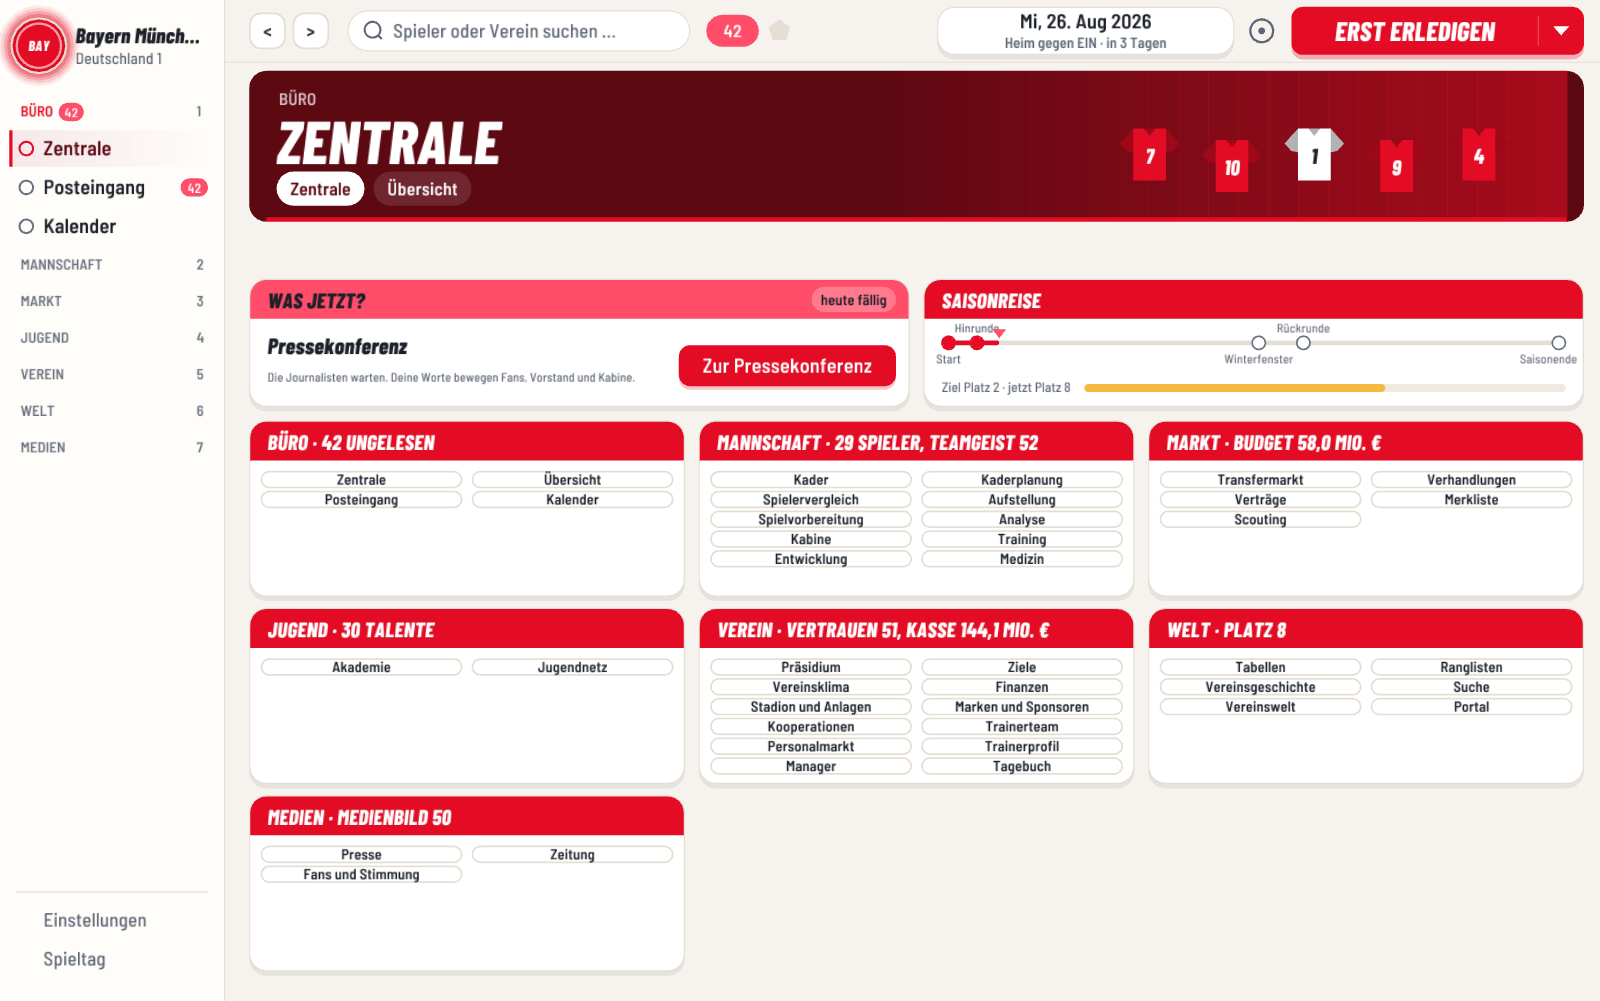 BAY
Bayern Münch...
Deutschland 1
BÜRO 42 1
Zentrale
Posteingang 42
Kalender
MANNSCHAFT 2
MARKT 3
JUGEND 4
VEREIN 5
WELT 6
MEDIEN 7
Einstellungen
Spieltag
< >
Spieler oder Verein suchen ...
42
Mi, 26. Aug 2026
Heim gegen EIN · in 3 Tagen
ERST ERLEDIGEN
BÜRO
ZENTRALE
Zentrale Übersicht
7 10 1 9 4
WAS JETZT? heute fällig
Pressekonferenz
Die Journalisten warten. Deine Worte bewegen Fans, Vorstand und Kabine.
Zur Pressekonferenz
SAISONREISE
Hinrunde Rückrunde
Start Winterfenster Saisonende
Ziel Platz 2 · jetzt Platz 8
BÜRO · 42 UNGELESEN
Zentrale Übersicht
Posteingang Kalender
MANNSCHAFT · 29 SPIELER, TEAMGEIST 52
Kader Kaderplanung
Spielervergleich Aufstellung
Spielvorbereitung Analyse
Kabine Training
Entwicklung Medizin
MARKT · BUDGET 58,0 MIO. €
Transfermarkt Verhandlungen
Verträge Merkliste
Scouting
JUGEND · 30 TALENTE
Akademie Jugendnetz
VEREIN · VERTRAUEN 51, KASSE 144,1 MIO. €
Präsidium Ziele
Vereinsklima Finanzen
Stadion und Anlagen Marken und Sponsoren
Kooperationen Trainerteam
Personalmarkt Trainerprofil
Manager Tagebuch
WELT · PLATZ 8
Tabellen Ranglisten
Vereinsgeschichte Suche
Vereinswelt Portal
MEDIEN · MEDIENBILD 50
Presse Zeitung
Fans und Stimmung